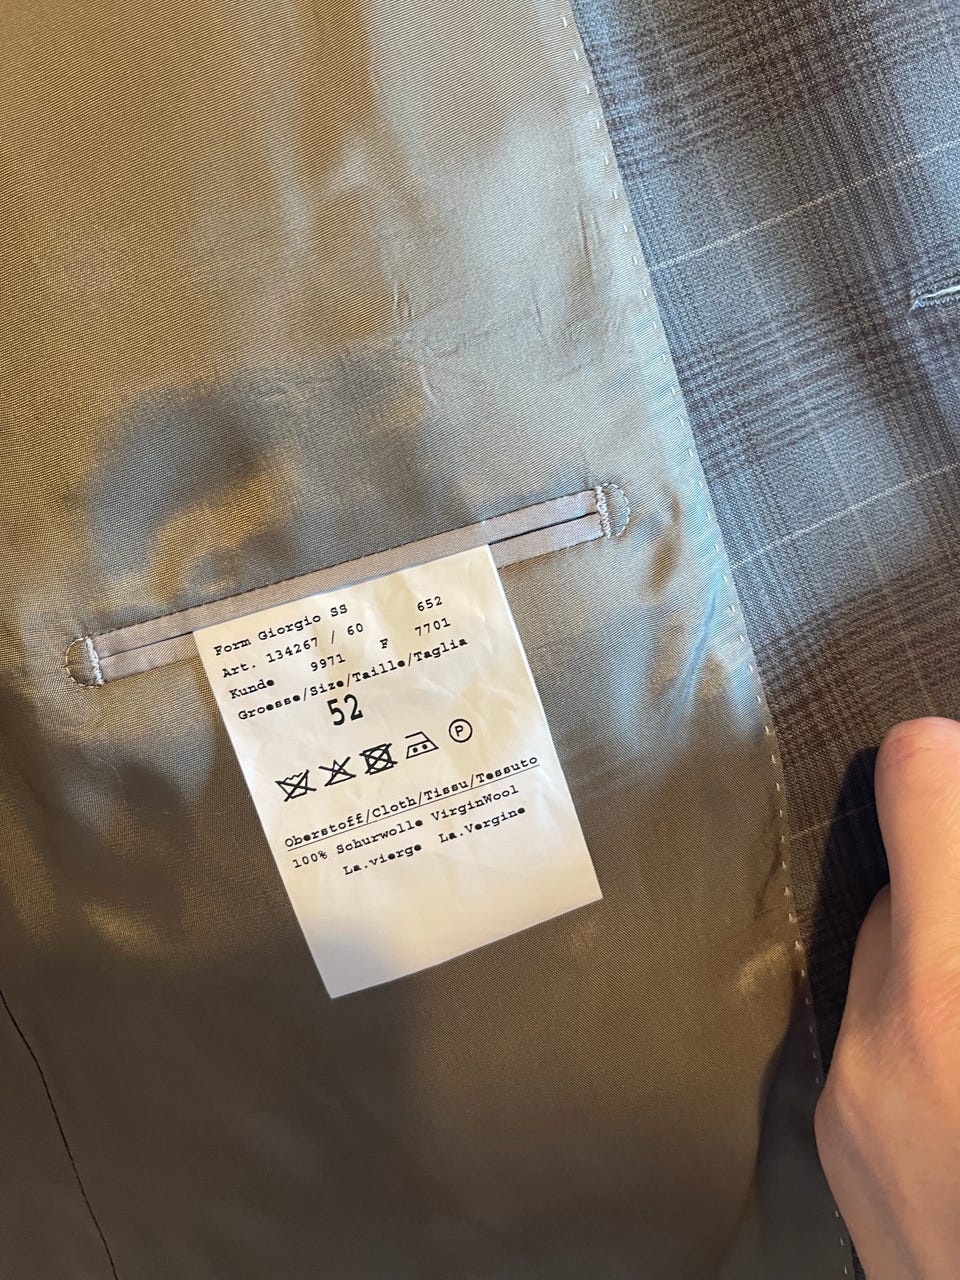 Form Giorgio SS 652
Art. 134267 / 60 7701
Kunde 9971 F
Groesse/Size/Taille/Taglia
52
P
Oberstoff/Cloth/Tissu/Tessuto
100% Schurwolle VirginWool
La.vierge La.Vergine